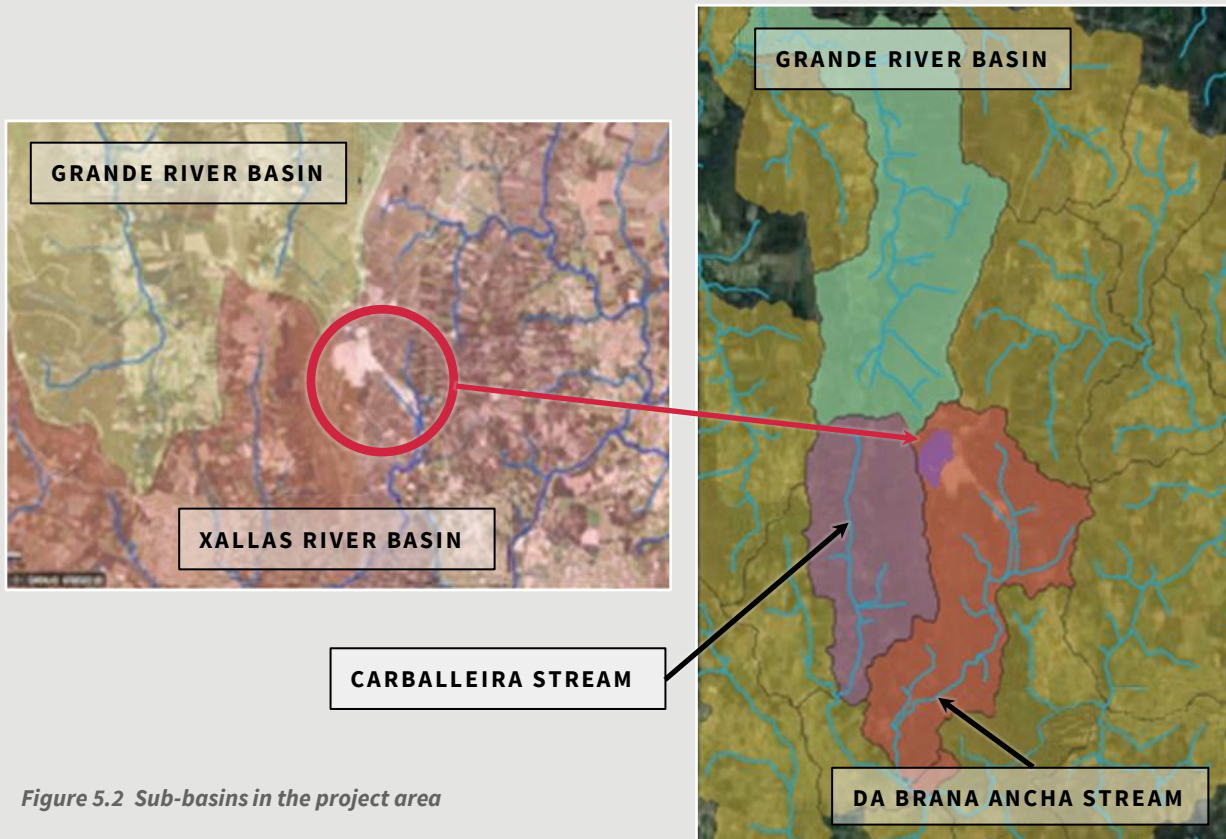 GRANDE RIVER BASIN
GRANDE RIVER BASIN
XALLAS RIVER BASIN
CARBALLEIRA STREAM
DA BRANA ANCHA STREAM
Figure 5.2 Sub-basins in the project area